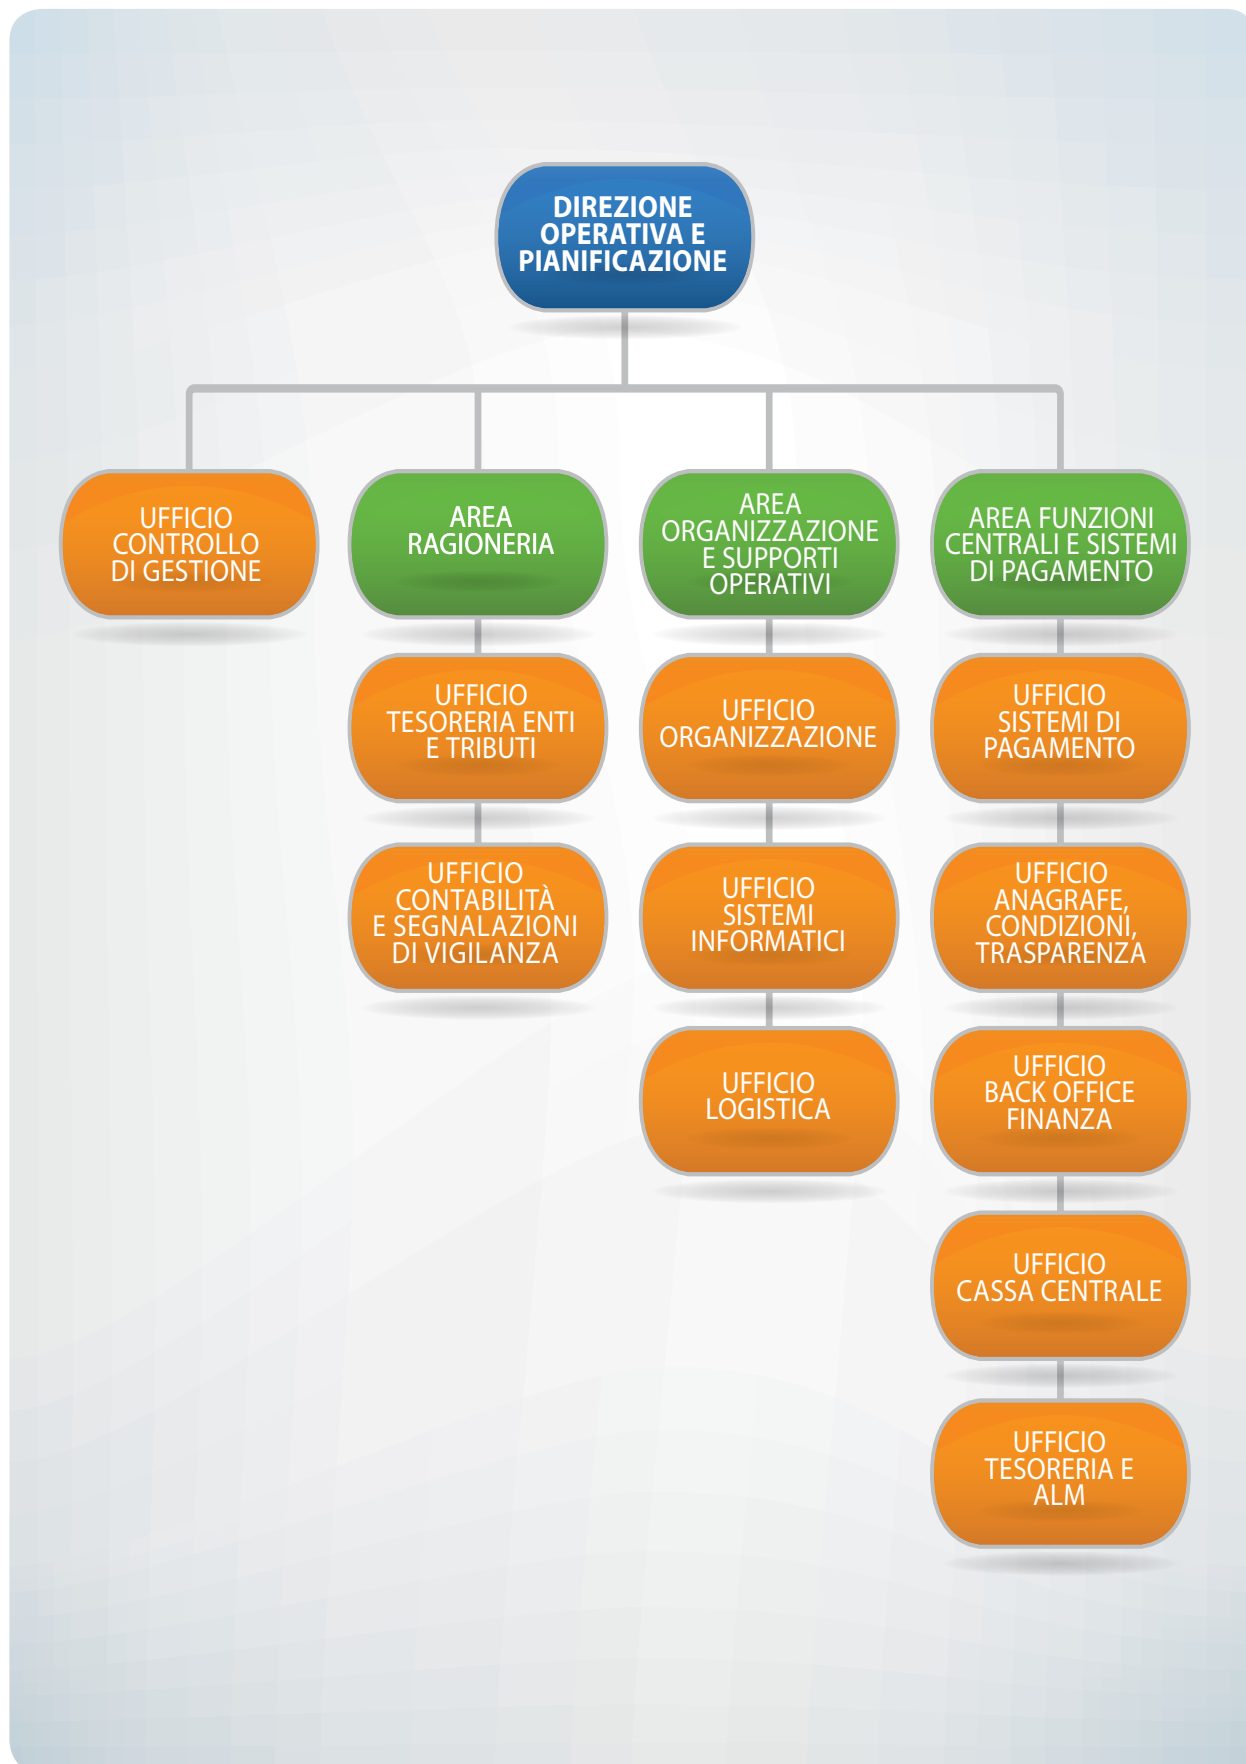 DIREZIONE
OPERATIVA E
PIANIFICAZIONE
UFFICIO
CONTROLLO
DI GESTIONE
AREA
RAGIONERIA
AREA
ORGANIZZAZIONE
E SUPPORTI
OPERATIVI
AREA FUNZIONI
CENTRALI E SISTEMI
DI PAGAMENTO
UFFICIO
TESORERIA ENTI
E TRIBUTI
UFFICIO
ORGANIZZAZIONE
UFFICIO
SISTEMI DI
PAGAMENTO
UFFICIO
CONTABILITÀ
E SEGNALAZIONI
DI VIGILANZA
UFFICIO
SISTEMI
INFORMATICI
UFFICIO
ANAGRAFE,
CONDIZIONI,
TRASPARENZA
UFFICIO
LOGISTICA
UFFICIO
BACK OFFICE
FINANZA
UFFICIO
CASSA CENTRALE
UFFICIO
TESORERIA E
ALM